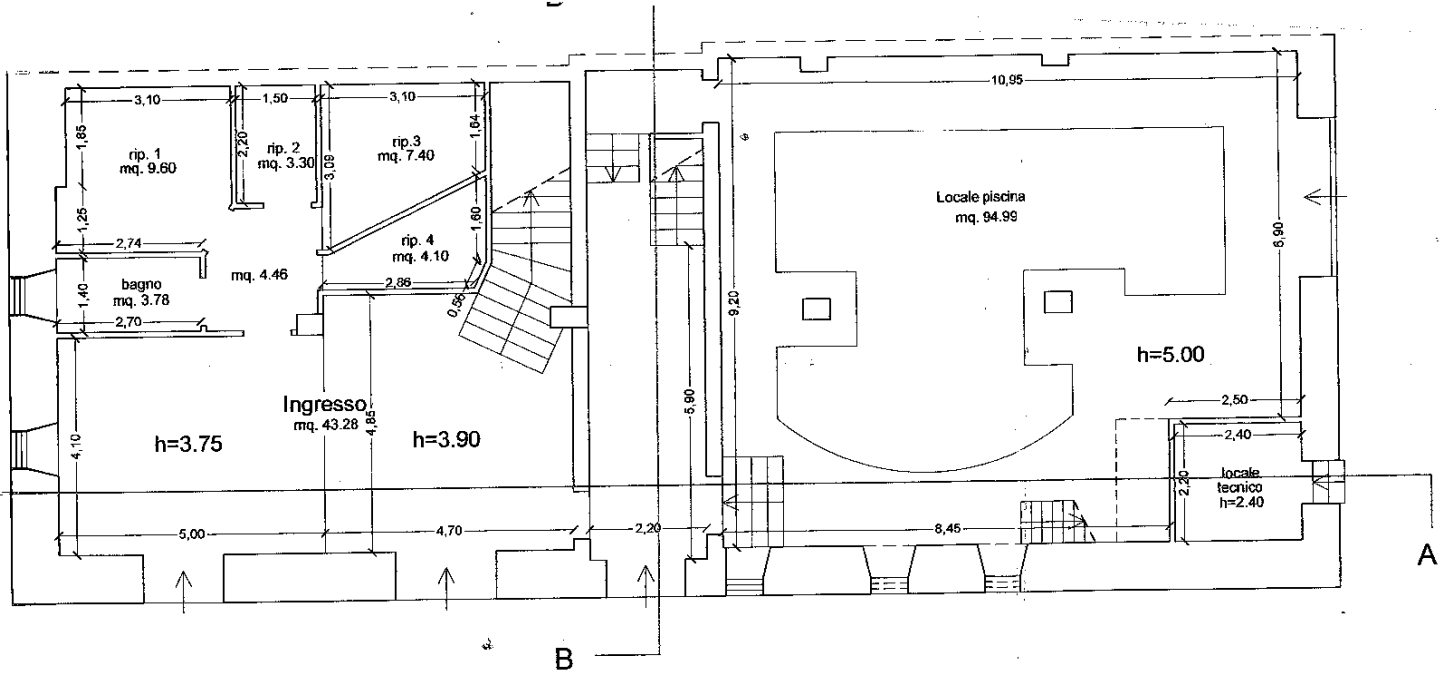 10,95
3,10
1,50
3,10
1,85
2,20
3,09
1,64
rip. 1
mq. 9.60
rip. 2
mq. 3.30
rip.3
mq. 7.40
1,25
1,60
2,74
rip. 4
mq. 4.10
Locale piscina
mq. 94.99
6,90
bagno
mq. 3.78
mq. 4.46
2,86
0,56
1,40
2,70
9,20
h=5.00
Ingresso
mq. 43.28
4,85
5,90
2,50
4,10
h=3.75
h=3.90
2,40
2,20
locale
tecnico
h=2.40
5,00
4,70
2,20
8,45
A
B